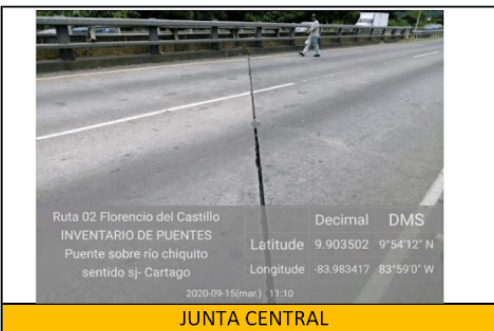 Ruta 02 Florencio del Castillo
INVENTARIO DE PUENTES
Puente sobre río chiquito
sentido sj- Cartago
Decimal DMS
Latitude 9.903502 9°54'12" N
Longitude -83.983417 83°59'0" W
2020-09-15(mar.) 11:10
JUNTA CENTRAL